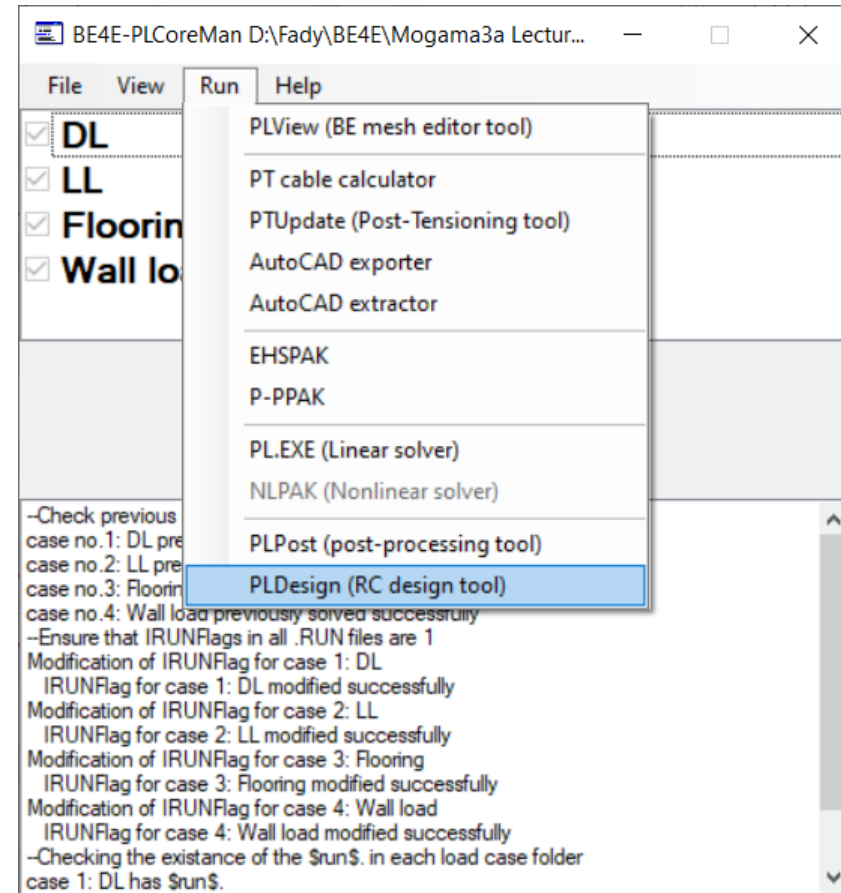 BE4E-PLCoreMan D:\Fady\BE4E\Mogama3a Lectur...
File View Run Help
DL
LL
Floorin
Wall lo
PLView (BE mesh editor tool)
PT cable calculator
PTUpdate (Post-Tensioning tool)
AutoCAD exporter
AutoCAD extractor
EHSPAK
P-PPAK
PL.EXE (Linear solver)
NLPAK (Nonlinear solver)
PLPost (post-processing tool)
PLDesign (RC design tool)
--Check previous
case no.1: DL pre
case no.2: LL pre
case no.3: Floorin
case no.4: Wall load previously solved successfully
--Ensure that IRUNFlags in all .RUN files are 1
Modification of IRUNFlag for case 1: DL
IRUNFlag for case 1: DL modified successfully
Modification of IRUNFlag for case 2: LL
IRUNFlag for case 2: LL modified successfully
Modification of IRUNFlag for case 3: Flooring
IRUNFlag for case 3: Flooring modified successfully
Modification of IRUNFlag for case 4: Wall load
IRUNFlag for case 4: Wall load modified successfully
--Checking the existance of the $run$. in each load case folder
case 1: DL has $run$.